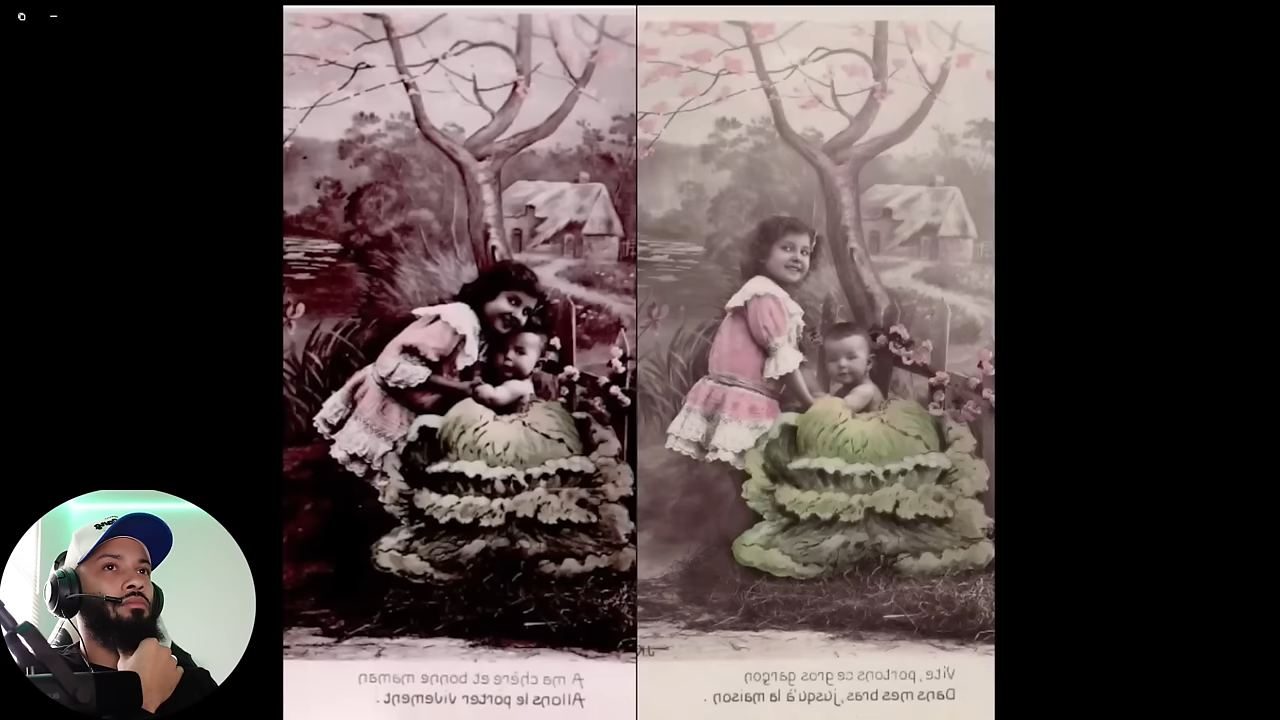 A ma chère et bonne maman
Allons le porter vivement.
Vite, portons ce gros garçon
Dans mes bras, jusqu'à la maison.
JK